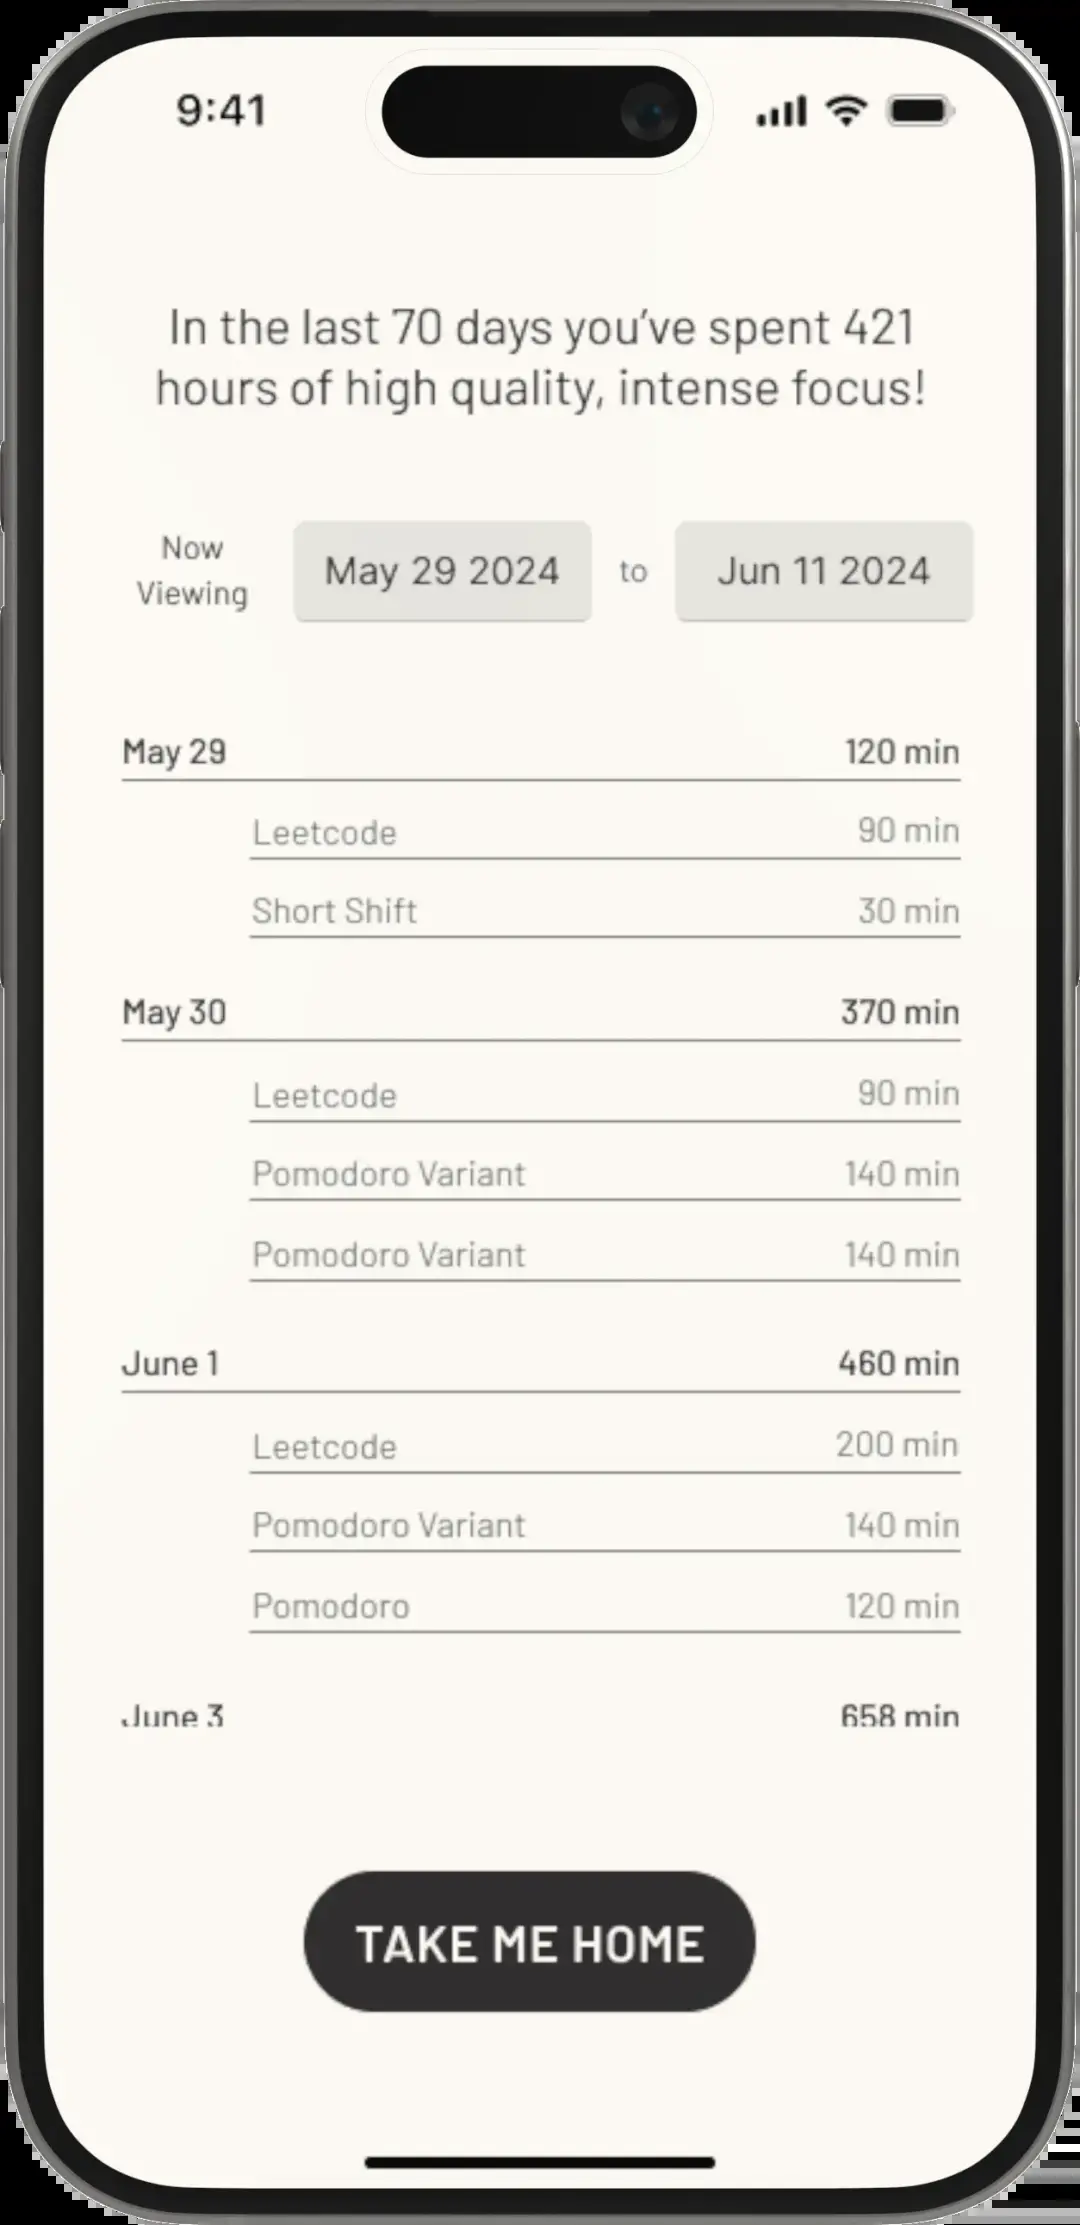 9:41
In the last 70 days you’ve spent 421
hours of high quality, intense focus!
Now
Viewing
May 29 2024
to
Jun 11 2024
May 29 120 min
Leetcode 90 min
Short Shift 30 min
May 30 370 min
Leetcode 90 min
Pomodoro Variant 140 min
Pomodoro Variant 140 min
June 1 460 min
Leetcode 200 min
Pomodoro Variant 140 min
Pomodoro 120 min
June 3 658 min
TAKE ME HOME